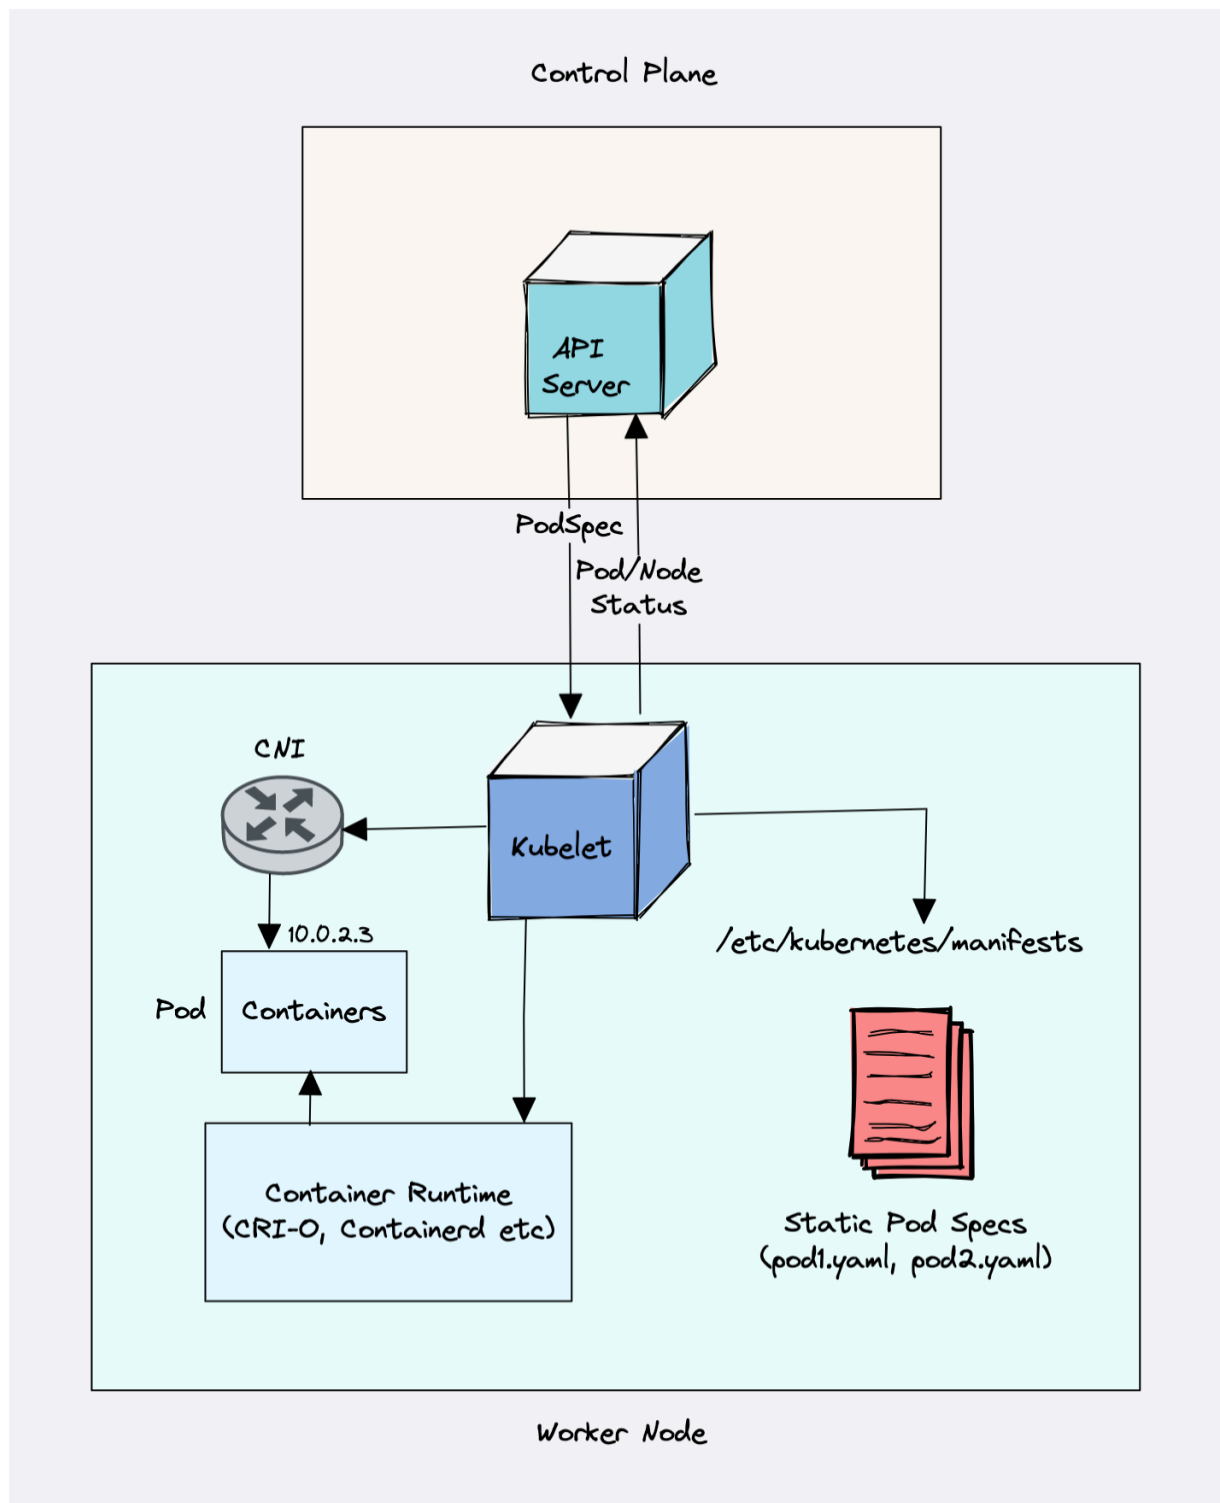 Control Plane
API
Server
PodSpec
Pod/Node
Status
CNI
Kubelet
10.0.2.3
/etc/kubernetes/manifests
Pod
Containers
Container Runtime
(CRI-O, Containerd etc)
Static Pod Specs
(pod1.yaml, pod2.yaml)
Worker Node